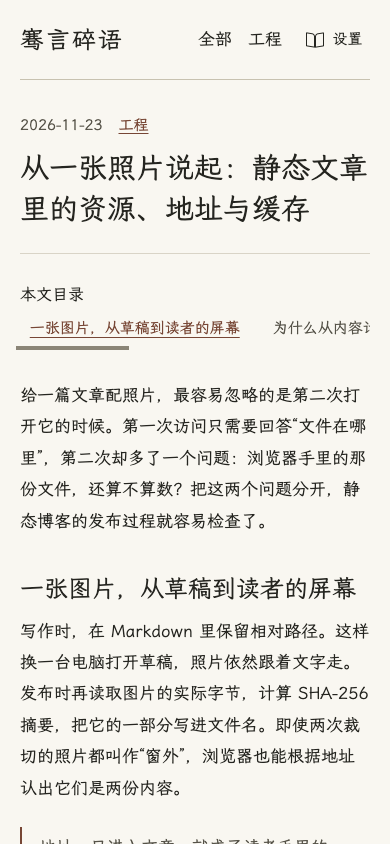 骞言碎语
全部 工程 设置
2026-11-23 工程
从一张照片说起：静态文章
里的资源、地址与缓存
本文目录
一张图片，从草稿到读者的屏幕 为什么从内容
给一篇文章配照片，最容易忽略的是第二次打
开它的时候。第一次访问只需要回答“文件在哪
里”，第二次却多了一个问题：浏览器手里的那
份文件，还算不算数？把这两个问题分开，静
态博客的发布过程就容易检查了。
一张图片，从草稿到读者的屏幕
写作时，在 Markdown 里保留相对路径。这样
换一台电脑打开草稿，照片依然跟着文字走。
发布时再读取图片的实际字节，计算 SHA-256
摘要，把它的一部分写进文件名。即使两次裁
切的照片都叫作“窗外”，浏览器也能根据地址
认出它们是两份内容。